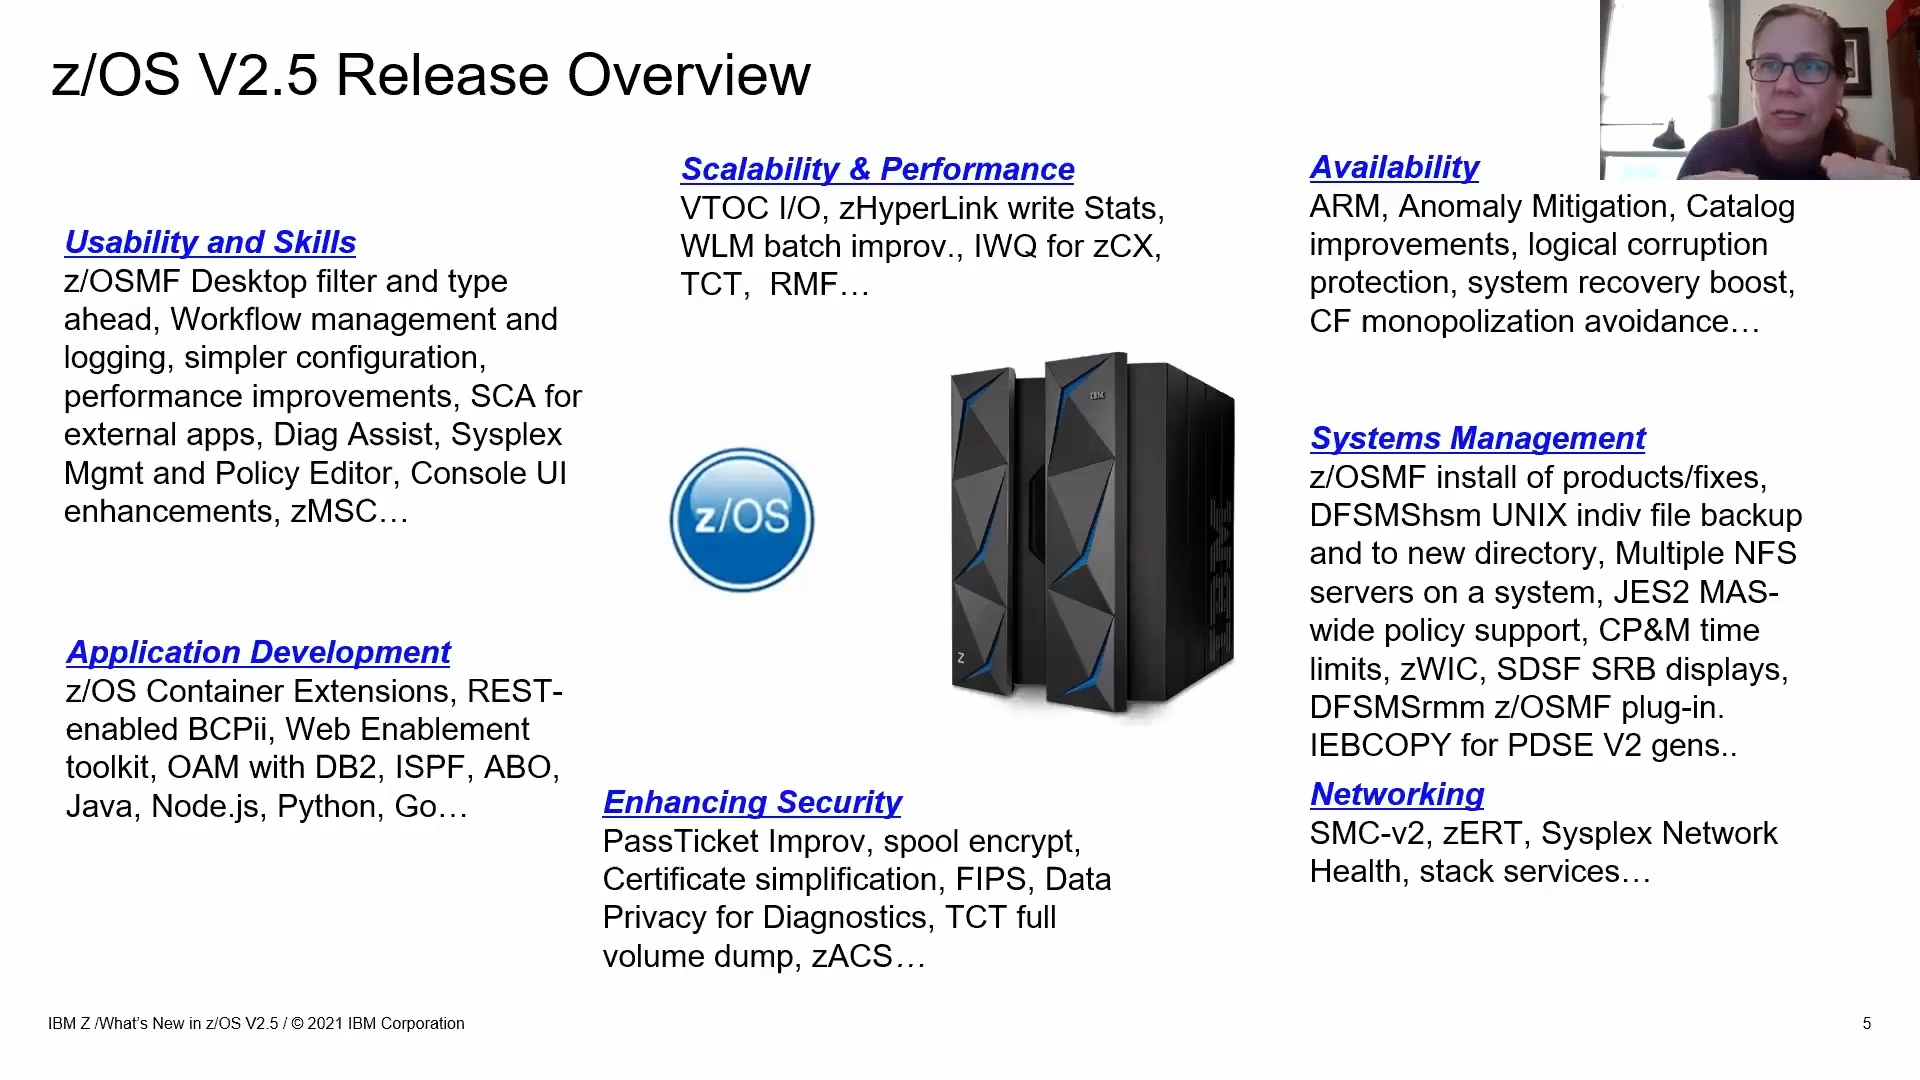 z/OS V2.5 Release Overview
Usability and Skills
z/OSMF Desktop filter and type
ahead, Workflow management and
logging, simpler configuration,
performance improvements, SCA for
external apps, Diag Assist, Sysplex
Mgmt and Policy Editor, Console UI
enhancements, zMSC…
Application Development
z/OS Container Extensions, REST-
enabled BCPii, Web Enablement
toolkit, OAM with DB2, ISPF, ABO,
Java, Node.js, Python, Go…
Scalability & Performance
VTOC I/O, zHyperLink write Stats,
WLM batch improv., IWQ for zCX,
TCT,  RMF…
z/OS
IBM
IBM
Z
Enhancing Security
PassTicket Improv, spool encrypt,
Certificate simplification, FIPS, Data
Privacy for Diagnostics, TCT full
volume dump, zACS…
Availability
ARM, Anomaly Mitigation, Catalog
improvements, logical corruption
protection, system recovery boost,
CF monopolization avoidance…
Systems Management
z/OSMF install of products/fixes,
DFSMShsm UNIX indiv file backup
and to new directory, Multiple NFS
servers on a system, JES2 MAS-
wide policy support, CP&M time
limits, zWIC, SDSF SRB displays,
DFSMSrmm z/OSMF plug-in.
IEBCOPY for PDSE V2 gens..
Networking
SMC-v2, zERT, Sysplex Network
Health, stack services…
IBM Z /What's New in z/OS V2.5 / © 2021 IBM Corporation
5